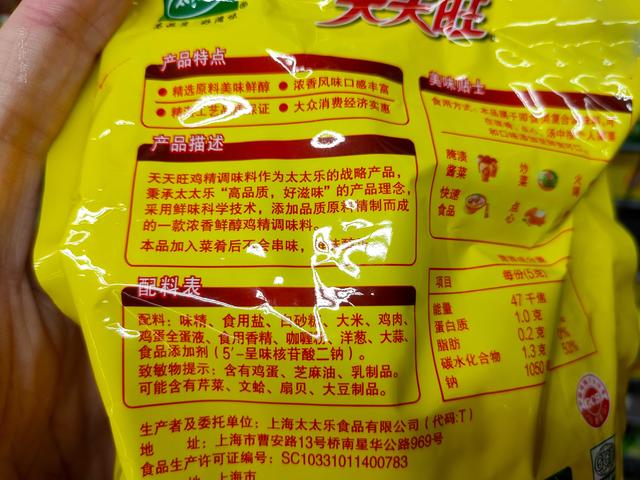 天天旺
产品特点
• 精选原料美味鲜醇 • 浓香风味口感丰富
• 大众消费经济实惠
产品描述
天天旺鸡精调味料作为太太乐的战略产品,
秉承太太乐“高品质,好滋味”的产品理念,
采用鲜味科学技术,添加品质原料精制而成
的一款浓香鲜醇鸡精调味料。
本品加入菜肴后不会串味,
配料表
配料:味精、食用盐、白砂糖、大米、鸡肉、
鸡蛋全蛋液、食用香精、咖喱粉、洋葱、大蒜、
食品添加剂(5′-呈味核苷酸二钠)。
致敏物提示:含有鸡蛋、芝麻油、乳制品。
可能含有芹菜、文蛤、扇贝、大豆制品。
生产者及委托单位:上海太太乐食品有限公司(代码:T)
地 址:上海市曹安路13号桥南星华公路969号
食品生产许可证编号:SC10331011400783
上海市
美味贴士
腌渍
酱菜
炒菜
火锅
快速
食品
点心
项目 每份(5克)
能量 47 千焦
蛋白质 1.0 克
脂肪 0.2 克
碳水化合物 1.3 克
钠 1050
50%